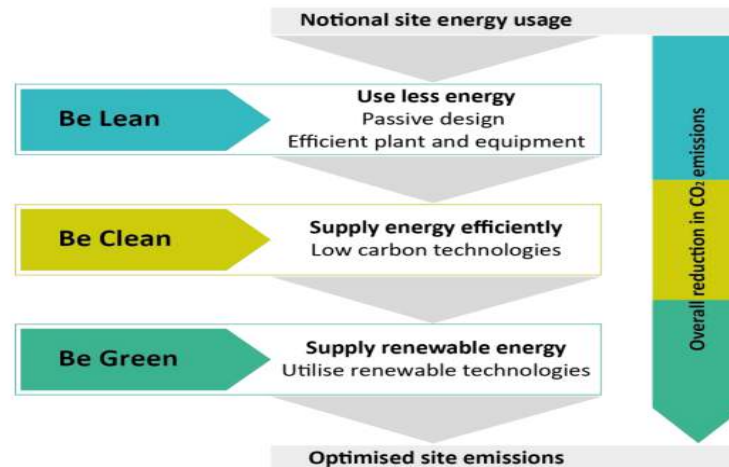 Notional site energy usage
Be Lean
Use less energy
Passive design
Efficient plant and equipment
Be Clean
Supply energy efficiently
Low carbon technologies
Be Green
Supply renewable energy
Utilise renewable technologies
Optimised site emissions
Overall reduction in CO₂ emissions